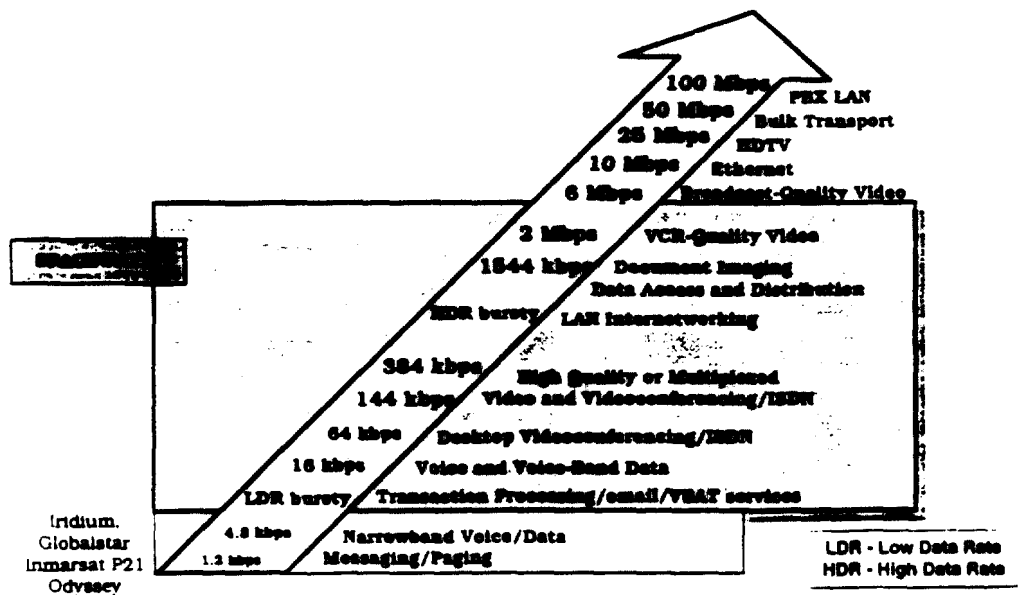 100 Mbps
PBX LAN
50 Mbps
Bulk Transport
25 Mbps
HDTV
10 Mbps
Ethernet
6 Mbps
Broadcast-Quality Video
2 Mbps
VCR-Quality Video
1544 kbps
Document Imaging
Data Access and Distribution
HDR bursty
LAN Internetworking
384 kbps
High Quality or Multiplexed
144 kbps
Video and Videoconferencing/ISDN
64 kbps
Desktop Videoconferencing/ISDN
16 kbps
Voice and Voice-Band Data
LDR bursty
Transaction Processing/email/VSAT services
4.8 kbps
Narrowband Voice/Data
1.2 kbps
Messaging/Paging
Iridium,
Globalstar
Inmarsat P21
Odyssey
LDR - Low Data Rate
HDR - High Data Rate